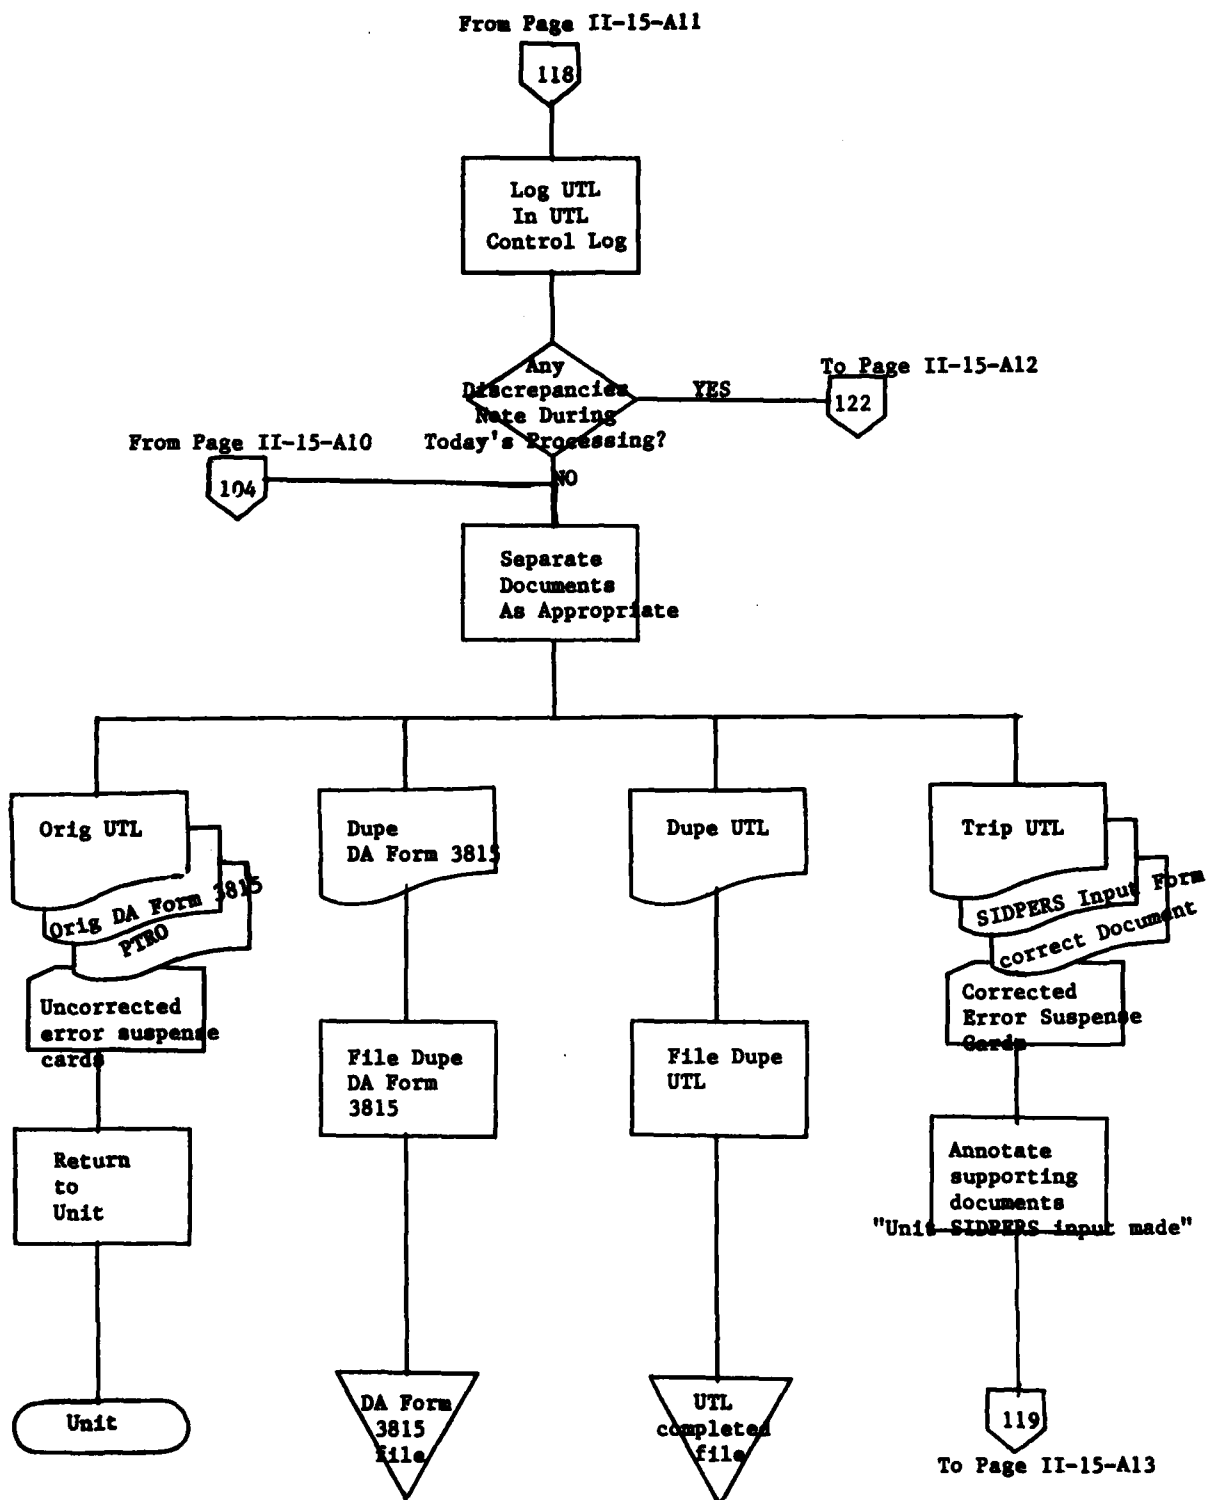 From Page II-15-A11
118
Log UTL
In UTL
Control Log
Any
Discrepancies
Note During
Today's Processing?
YES
To Page II-15-A12
122
From Page II-15-A10
104
NO
Separate
Documents
As Appropriate
Orig UTL
Orig DA Form 3815
PTRO
Uncorrected
error suspense
cards
Return
to
Unit
Unit
Dupe
DA Form 3815
File Dupe
DA Form
3815
DA Form
3815
file
Dupe UTL
File Dupe
UTL
UTL
completed
file
Trip UTL
SIDPERS Input Form
correct Document
Corrected
Error Suspense
Cards
Annotate
supporting
documents
"Unit SIDPERS input made"
119
To Page II-15-A13